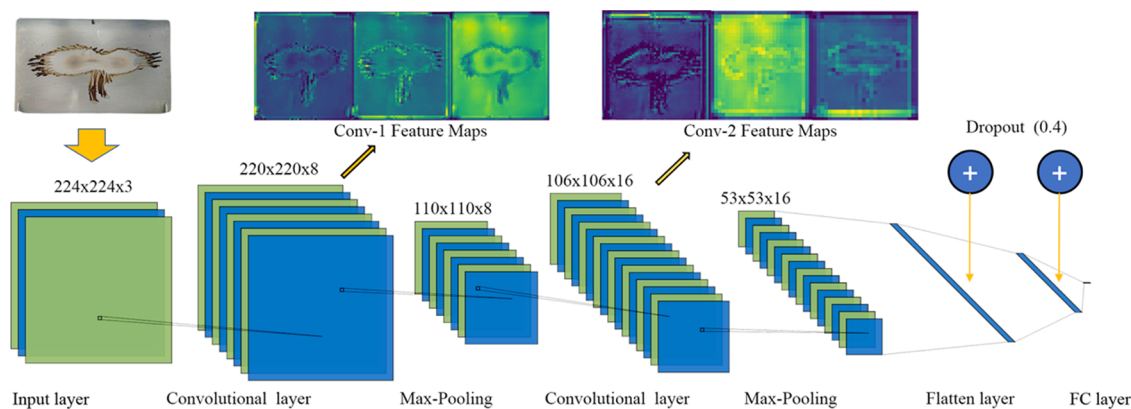 Conv-1 Feature Maps
Conv-2 Feature Maps
Dropout (0.4)
224x224x3
220x220x8
110x110x8
106x106x16
53x53x16
Input layer
Convolutional layer
Max-Pooling
Convolutional layer
Max-Pooling
Flatten layer
FC layer